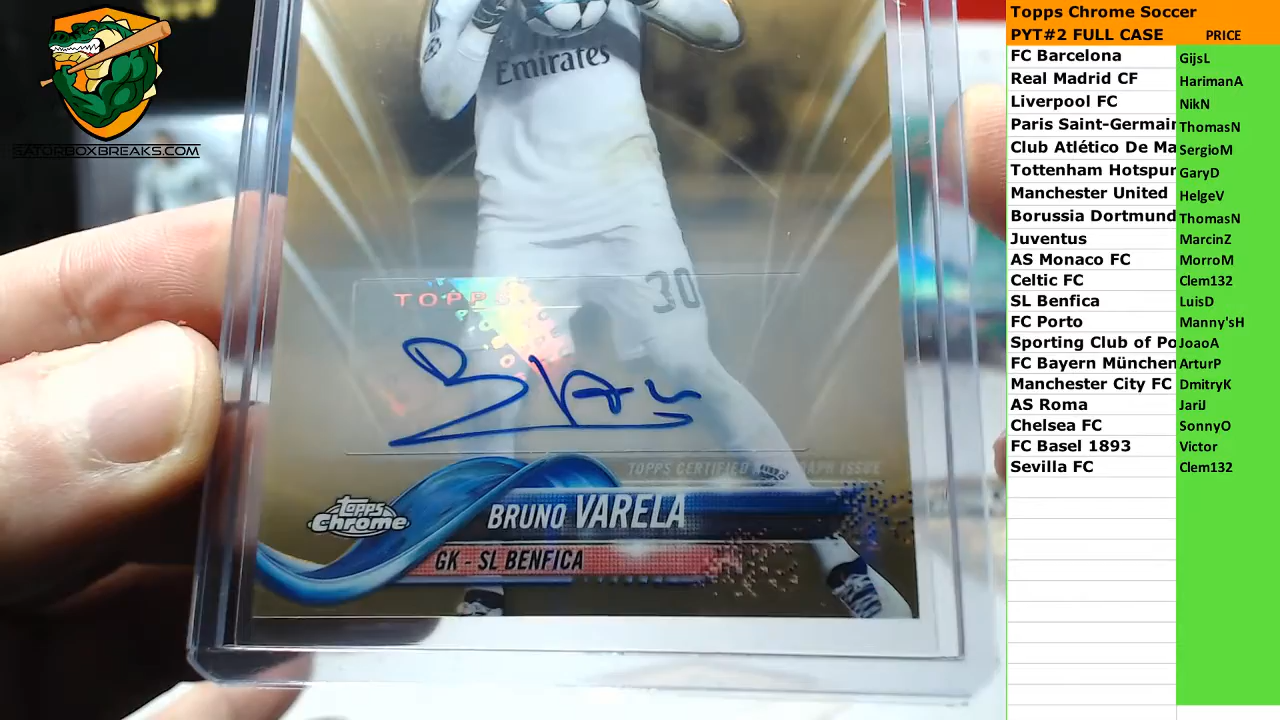 GATORBOXBREAKS.COM
Emirates
30
TOPPS
TOPPS CERTIFIED AUTOGRAPH ISSUE
Topps Chrome
BRUNO VARELA
GK - SL BENFICA
Topps Chrome Soccer
PYT#2 FULL CASE PRICE
FC Barcelona GijsL
Real Madrid CF HarimanA
Liverpool FC NikN
Paris Saint-Germain ThomasN
Club Atlético De Ma SergioM
Tottenham Hotspur GaryD
Manchester United HelgeV
Borussia Dortmund ThomasN
Juventus MarcinZ
AS Monaco FC MorroM
Celtic FC Clem132
SL Benfica LuisD
FC Porto Manny'sH
Sporting Club of Po JoaoA
FC Bayern München ArturP
Manchester City FC DmitryK
AS Roma JariJ
Chelsea FC SonnyO
FC Basel 1893 Victor
Sevilla FC Clem132